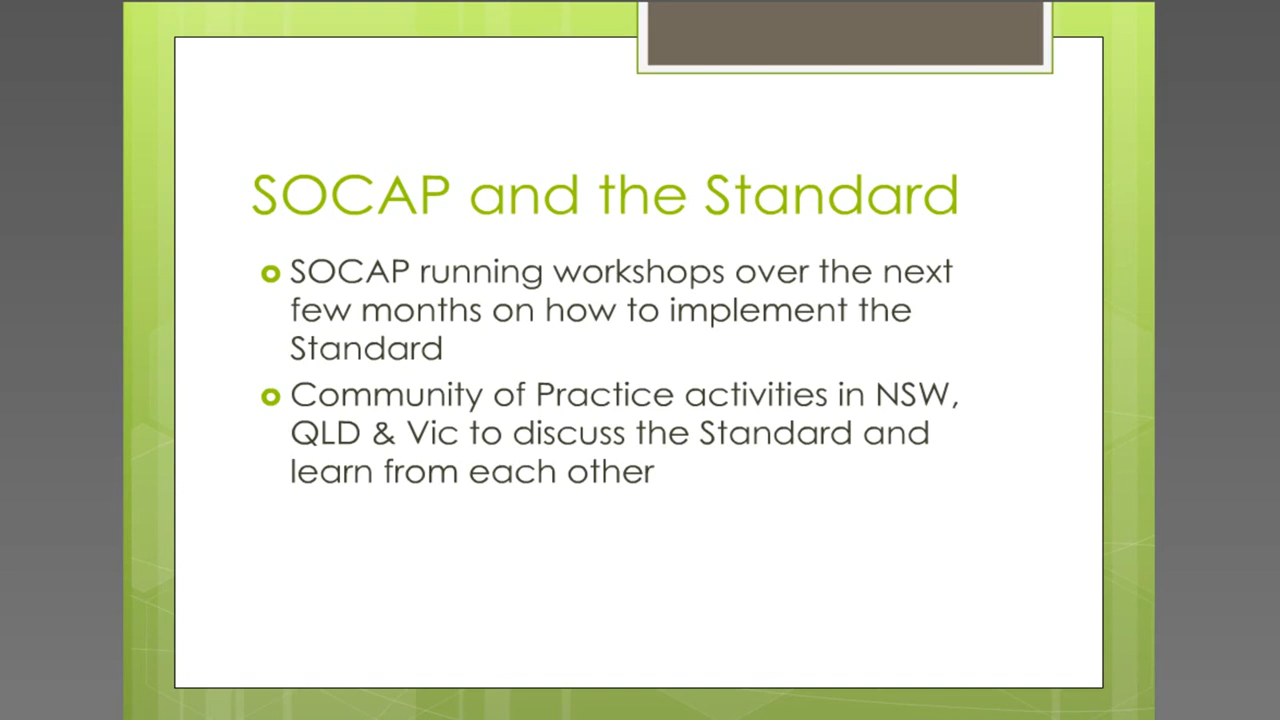 SOCAP and the Standard
SOCAP running workshops over the next
few months on how to implement the
Standard
Community of Practice activities in NSW,
QLD & Vic to discuss the Standard and
learn from each other